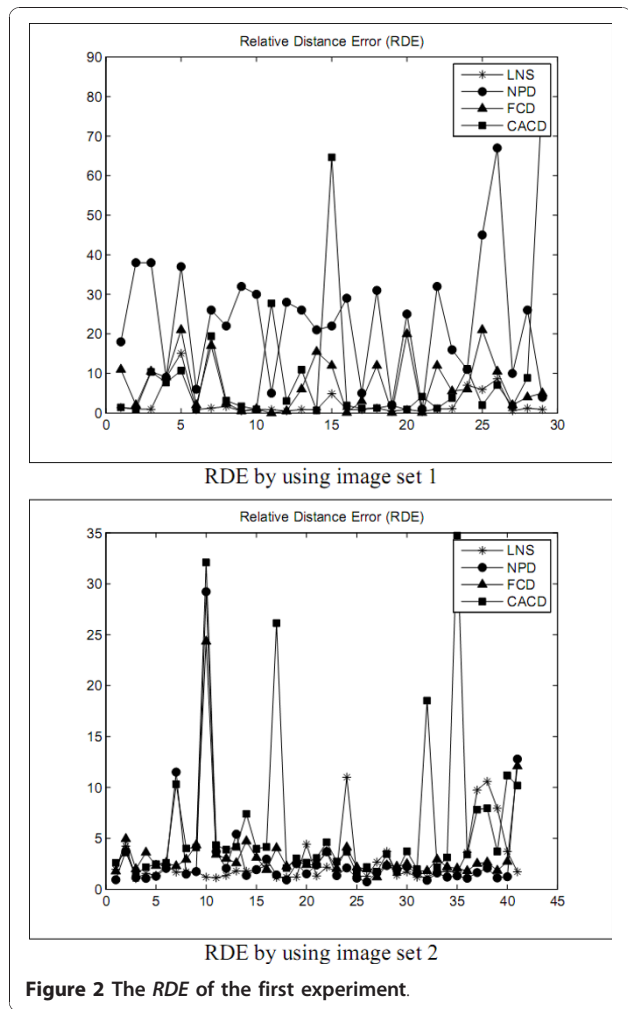 Relative Distance Error (RDE)
90
80
70
60
50
40
30
20
10
0
LNS
NPD
FCD
CACD
0 5 10 15 20 25 30
RDE by using image set 1
Relative Distance Error (RDE)
35
30
25
20
15
10
5
0
LNS
NPD
FCD
CACD
0 5 10 15 20 25 30 35 40 45
RDE by using image set 2
Figure 2 The RDE of the first experiment.